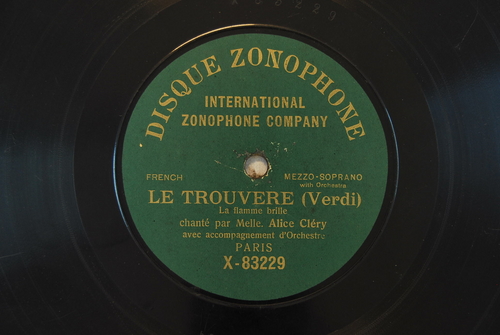 DISQUE ZONOPHONE
INTERNATIONAL
ZONOPHONE COMPANY
FRENCH
MEZZO-SOPRANO
with Orchestre
LE TROUVERE (Verdi)
La flamme brille
chanté par Melle. Alice Cléry
avec accompagnement d'Orchestre
PARIS
X-83229